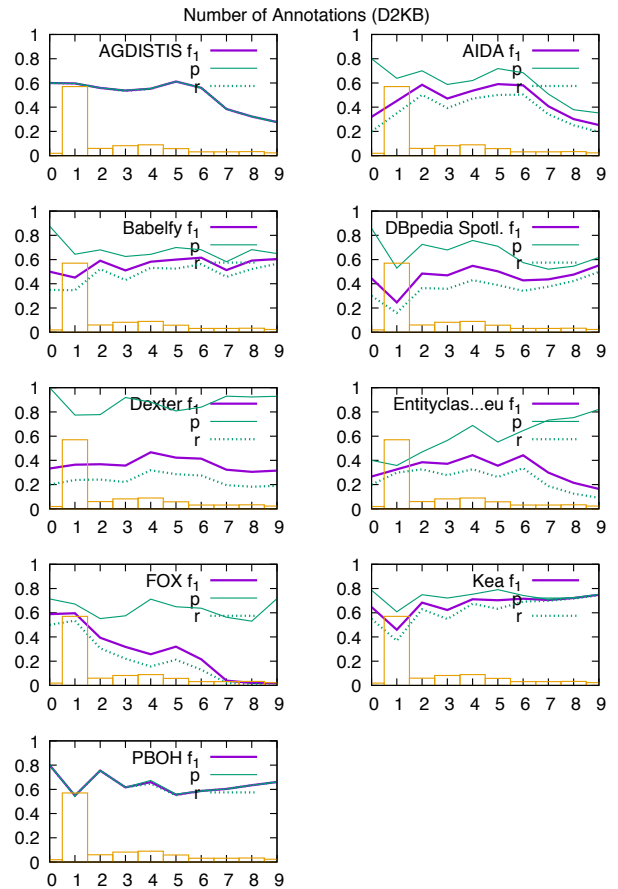 Number of Annotations (D2KB)
1
0.8
0.6
0.4
0.2
0
AGDISTIS f1
p
r
0 1 2 3 4 5 6 7 8 9
1
0.8
0.6
0.4
0.2
0
AIDA f1
p
r
0 1 2 3 4 5 6 7 8 9
1
0.8
0.6
0.4
0.2
0
Babelfy f1
p
r
0 1 2 3 4 5 6 7 8 9
1
0.8
0.6
0.4
0.2
0
DBpedia Spotl. f1
p
r
0 1 2 3 4 5 6 7 8 9
1
0.8
0.6
0.4
0.2
0
Dexter f1
p
r
0 1 2 3 4 5 6 7 8 9
1
0.8
0.6
0.4
0.2
0
Entityclas...eu f1
p
r
0 1 2 3 4 5 6 7 8 9
1
0.8
0.6
0.4
0.2
0
FOX f1
p
r
0 1 2 3 4 5 6 7 8 9
1
0.8
0.6
0.4
0.2
0
Kea f1
p
r
0 1 2 3 4 5 6 7 8 9
1
0.8
0.6
0.4
0.2
0
PBOH f1
p
r
0 1 2 3 4 5 6 7 8 9